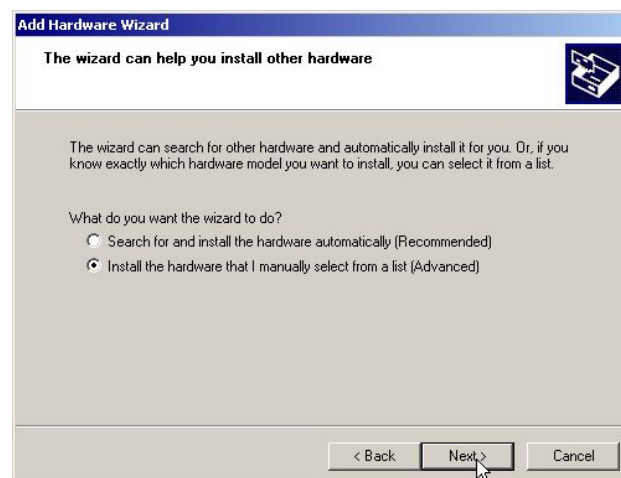 Add Hardware Wizard
The wizard can help you install other hardware
The wizard can search for other hardware and automatically install it for you. Or, if you
know exactly which hardware model you want to install, you can select it from a list.
What do you want the wizard to do?
Search for and install the hardware automatically (Recommended)
Install the hardware that I manually select from a list (Advanced)
< Back Next > Cancel